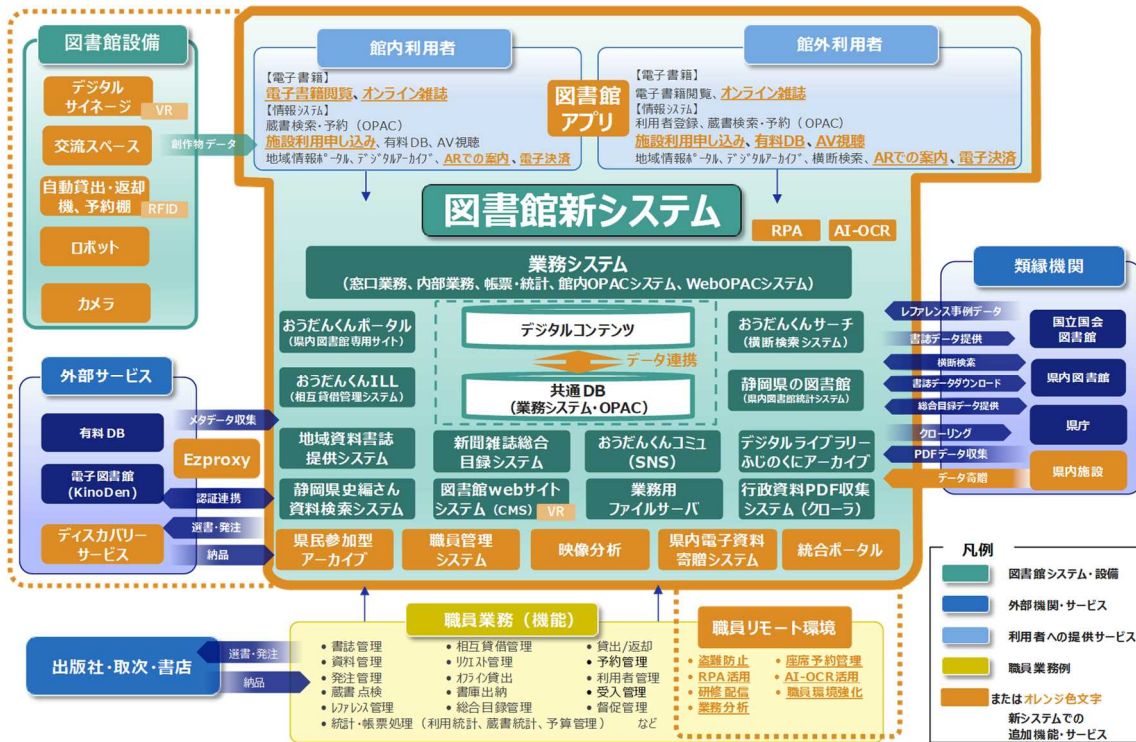 図書館設備
デジタル
サイネージ
VR
交流スペース
創作物データ
自動貸出・返却
機、予約棚
RFID
ロボット
カメラ
館内利用者
【電子書籍】
電子書籍閲覧、オンライン雑誌
【情報システム】
蔵書検索・予約(OPAC)
施設利用申し込み、有料DB、AV視聴
地域情報ポータル、デジタルアーカイブ、ARでの案内、電子決済
図書館
アプリ
館外利用者
【電子書籍】
電子書籍閲覧、オンライン雑誌
【情報システム】
利用者登録、蔵書検索・予約(OPAC)
施設利用申し込み、有料DB、AV視聴
地域情報ポータル、デジタルアーカイブ、横断検索、ARでの案内、電子決済
図書館新システム
RPA
AI-OCR
業務システム
(窓口業務、内部業務、帳票・統計、館内OPACシステム、WebOPACシステム)
おうだんくんポータル
(県内図書館専用サイト)
デジタルコンテンツ
データ連携
おうだんくんサーチ
(横断検索システム)
おうだんくんILL
(相互貸借管理システム)
共通DB
(業務システム・OPAC)
静岡県の図書館
(県内図書館統計システム)
地域資料書誌
提供システム
新聞雑誌総合
目録システム
おうだんくんコミュ
(SNS)
デジタルライブラリー
ふじのくにアーカイブ
静岡県史編さん
資料検索システム
図書館webサイト
システム(CMS)
VR
業務用
ファイルサーバ
行政資料PDF収集
システム(クローラ)
県民参加型
アーカイブ
職員管理
システム
映像分析
県内電子資料
寄贈システム
統合ポータル
外部サービス
有料DB
電子図書館
(KinoDen)
ディスカバリー
サービス
メタデータ収集
Ezproxy
認証連携
選書・発注
納品
類縁機関
レファレンス事例データ
書誌データ提供
横断検索
書誌データダウンロード
総合目録データ提供
クローリング
PDFデータ収集
データ寄贈
国立国会
図書館
県内図書館
県庁
県内施設
出版社・取次・書店
選書・発注
納品
職員業務(機能)
• 書誌管理
• 資料管理
• 発注管理
• 蔵書点検
• レファレンス管理
• 相互貸借管理
• リクエスト管理
• オフライン貸出
• 書庫出納
• 総合目録管理
• 貸出/返却
• 予約管理
• 利用者管理
• 受入管理
• 督促管理
• 統計・帳票処理(利用統計、蔵書統計、予算管理) など
職員リモート環境
• 盗難防止
• RPA活用
• 研修配信
• 業務分析
• 座席予約管理
• AI-OCR活用
• 職員環境強化
凡例
図書館システム・設備
外部機関・サービス
利用者への提供サービス
職員業務例
またはオレンジ色文字
新システムでの
追加機能・サービス